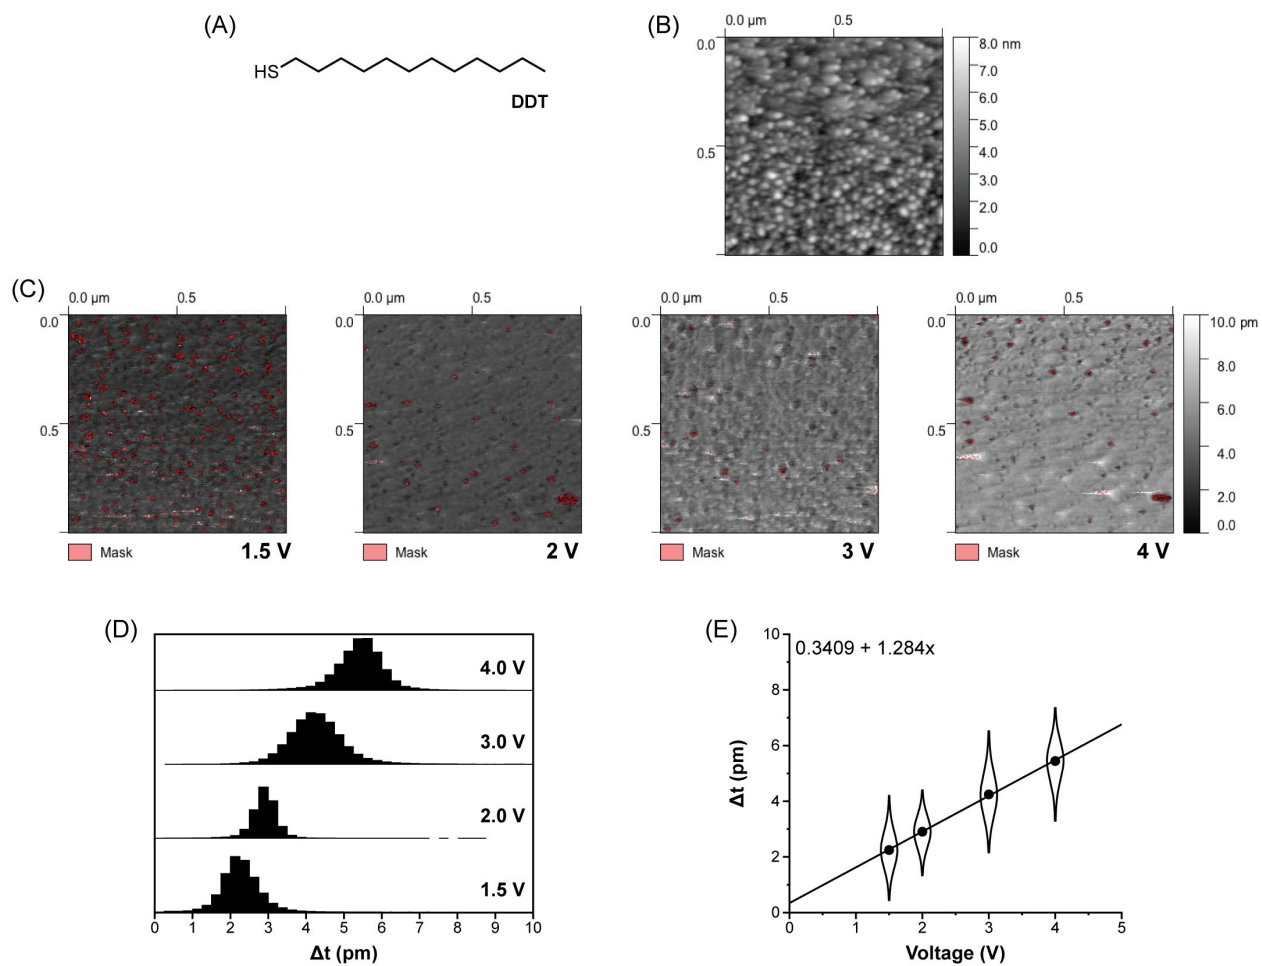 (A)
HS
DDT
(B)
0.0 µm 0.5
0.0
0.5
8.0 nm
7.0
6.0
5.0
4.0
3.0
2.0
0.0
(C)
0.0 µm 0.5
0.0
0.5
Mask 1.5 V
0.0 µm 0.5
0.0
0.5
Mask 2 V
0.0 µm 0.5
0.0
0.5
Mask 3 V
0.0 µm 0.5
0.0
0.5
Mask 4 V
10.0 pm
8.0
6.0
4.0
2.0
0.0
(D)
4.0 V
3.0 V
2.0 V
1.5 V
0 1 2 3 4 5 6 7 8 9 10
Δt (pm)
(E)
0.3409 + 1.284x
10
8
6
4
2
0
Δt (pm)
0 1 2 3 4 5
Voltage (V)